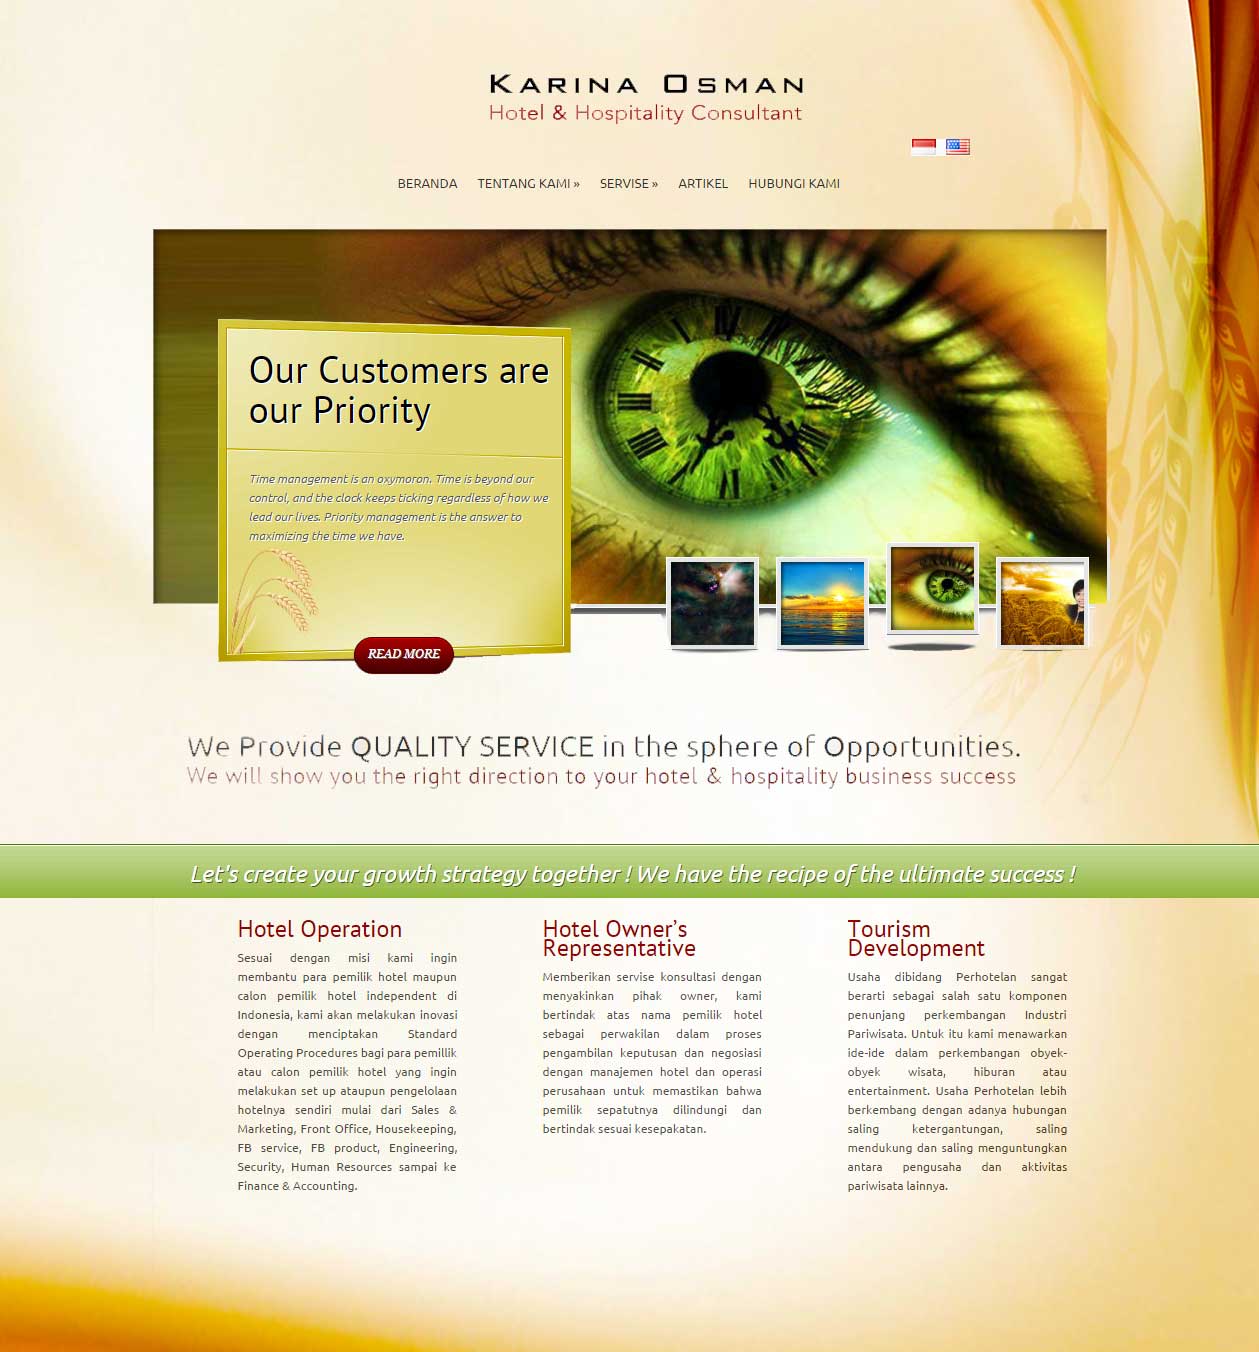 KARINA OSMAN
Hotel & Hospitality Consultant
BERANDA TENTANG KAMI » SERVISE » ARTIKEL HUBUNGI KAMI
Our Customers are
our Priority
Time management is an oxymoron. Time is beyond our
control, and the clock keeps ticking regardless of how we
lead our lives. Priority management is the answer to
maximizing the time we have.
READ MORE
We Provide QUALITY SERVICE in the sphere of Opportunities.
We will show you the right direction to your hotel & hospitality business success
Let's create your growth strategy together ! We have the recipe of the ultimate success !
Hotel Operation
Sesuai dengan misi kami ingin
membantu para pemilik hotel maupun
calon pemilik hotel independent di
Indonesia, kami akan melakukan inovasi
dengan menciptakan Standard
Operating Procedures bagi para pemillik
atau calon pemilik hotel yang ingin
melakukan set up ataupun pengelolaan
hotelnya sendiri mulai dari Sales &
Marketing, Front Office, Housekeeping,
FB service, FB product, Engineering,
Security, Human Resources sampai ke
Finance & Accounting.
Hotel Owner’s
Representative
Memberikan servise konsultasi dengan
menyakinkan pihak owner, kami
bertindak atas nama pemilik hotel
sebagai perwakilan dalam proses
pengambilan keputusan dan negosiasi
dengan manajemen hotel dan operasi
perusahaan untuk memastikan bahwa
pemilik sepatutnya dilindungi dan
bertindak sesuai kesepakatan.
Tourism
Development
Usaha dibidang Perhotelan sangat
berarti sebagai salah satu komponen
penunjang perkembangan Industri
Pariwisata. Untuk itu kami menawarkan
ide-ide dalam perkembangan obyek-
obyek wisata, hiburan atau
entertainment. Usaha Perhotelan lebih
berkembang dengan adanya hubungan
saling ketergantungan, saling
mendukung dan saling menguntungkan
antara pengusaha dan aktivitas
pariwisata lainnya.